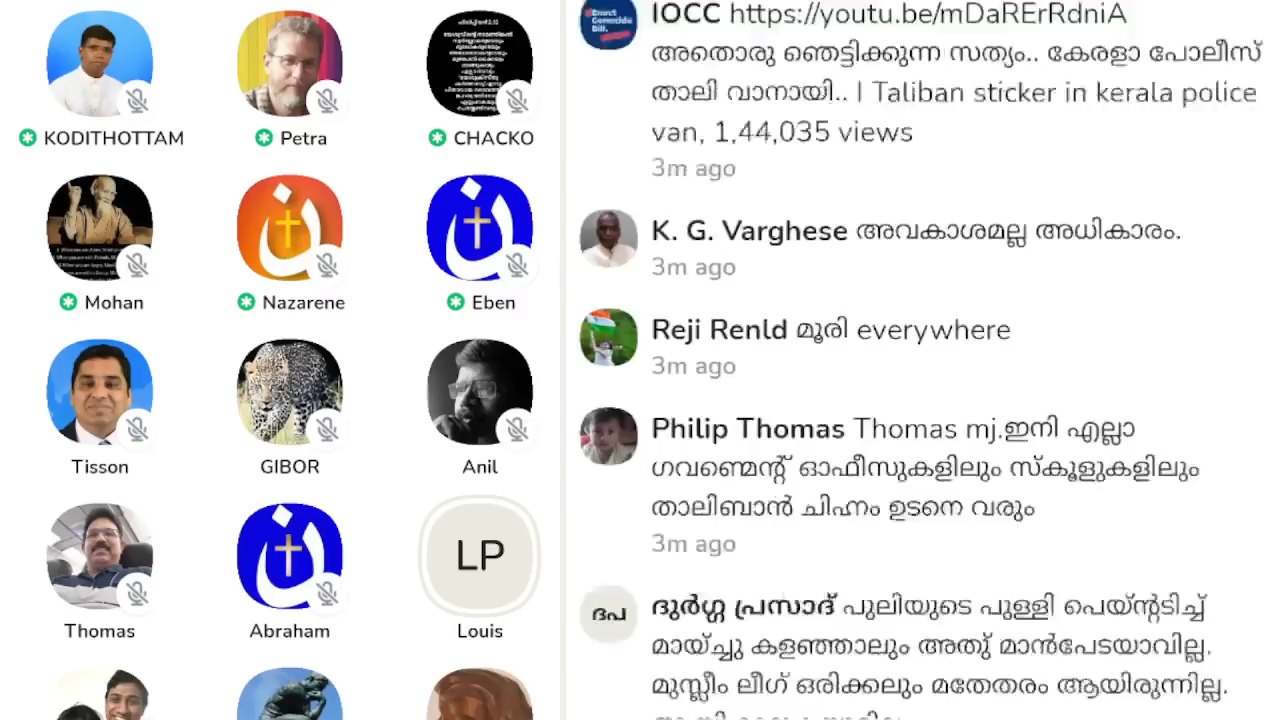 KODITHOTTAM
Petra
CHACKO
Mohan
Nazarene
Eben
Tisson
GIBOR
Anil
LP
Thomas
Abraham
Louis
IOCC https://youtu.be/mDaRErRdniA
അതൊരു ഞെട്ടിക്കുന്ന സത്യം.. കേരളാ പോലീസ്
താലി വാനായി.. I Taliban sticker in kerala police
van, 1,44,035 views
3m ago
K. G. Varghese അവകാശമല്ല അധികാരം.
3m ago
Reji Renld മൂരി everywhere
3m ago
Philip Thomas Thomas mj.ഇനി എല്ലാ
ഗവണ്മെന്റ് ഓഫീസുകളിലും സ്കൂളുകളിലും
താലിബാൻ ചിഹ്നം ഉടനെ വരും
3m ago
ദപ
ദുർഗ്ഗ പ്രസാദ് പുലിയുടെ പുള്ളി പെയ്ന്റടിച്ച്
മായ്ച്ചു കളഞ്ഞാലും അതു് മാൻപേടയാവില്ല.
മുസ്ലീം ലീഗ് ഒരിക്കലും മതേതരം ആയിരുന്നില്ല.